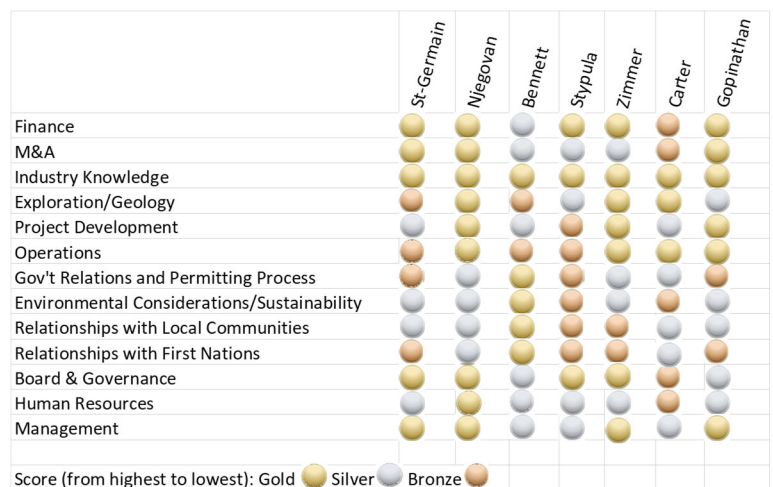 St-Germain Njegovan Bennett Stypula Zimmer Carter Gopinathan
Finance
M&A
Industry Knowledge
Exploration/Geology
Project Development
Operations
Gov't Relations and Permitting Process
Environmental Considerations/Sustainability
Relationships with Local Communities
Relationships with First Nations
Board & Governance
Human Resources
Management
Score (from highest to lowest): Gold Silver Bronze